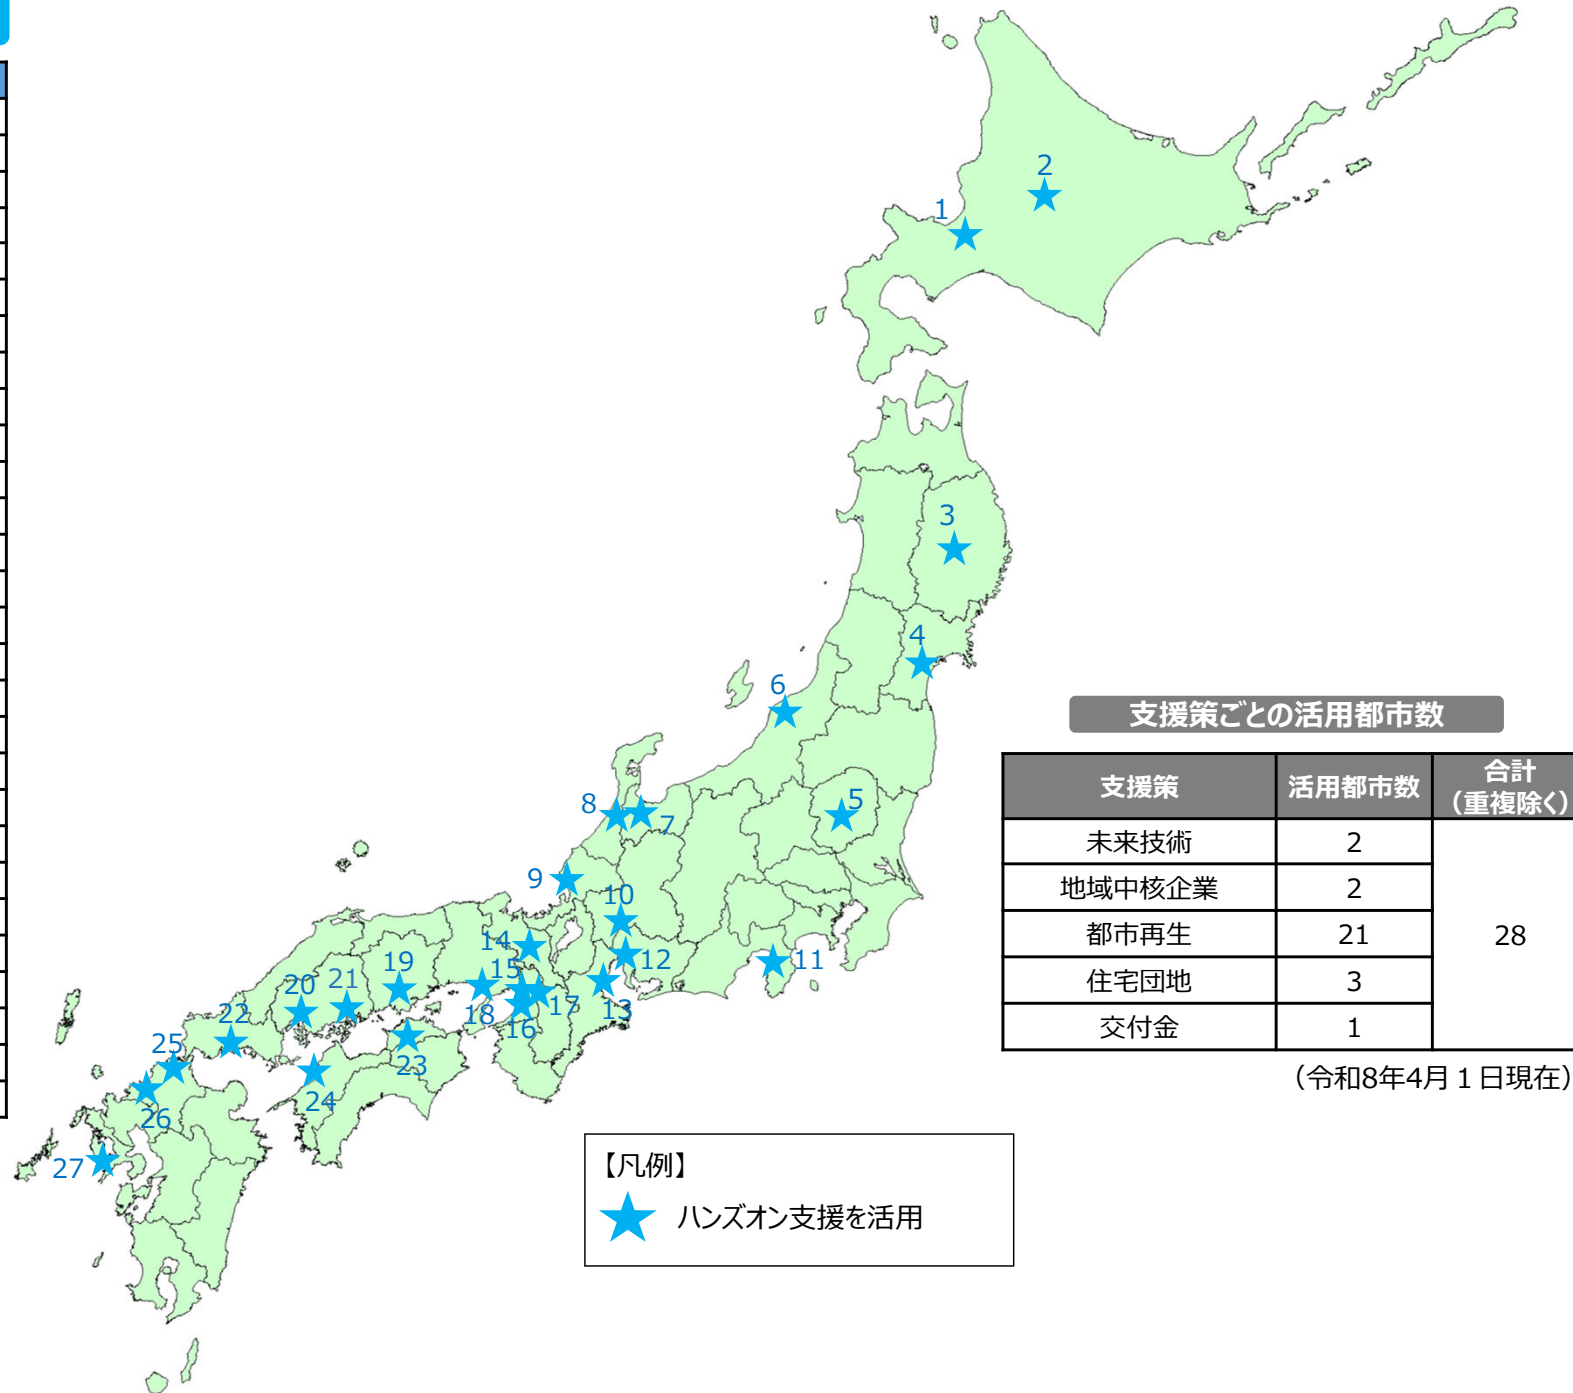 2
1
3
4
6
5
8
7
9
10
14
12
11
15
19
21
20
17
13
18
16
22
25
23
24
26
27
支援策ごとの活用都市数
支援策 活用都市数 合計
(重複除く)
未来技術 2
地域中核企業 2
都市再生 21
28
住宅団地 3
交付金 1
(令和8年4月1日現在)
【凡例】
ハンズオン支援を活用